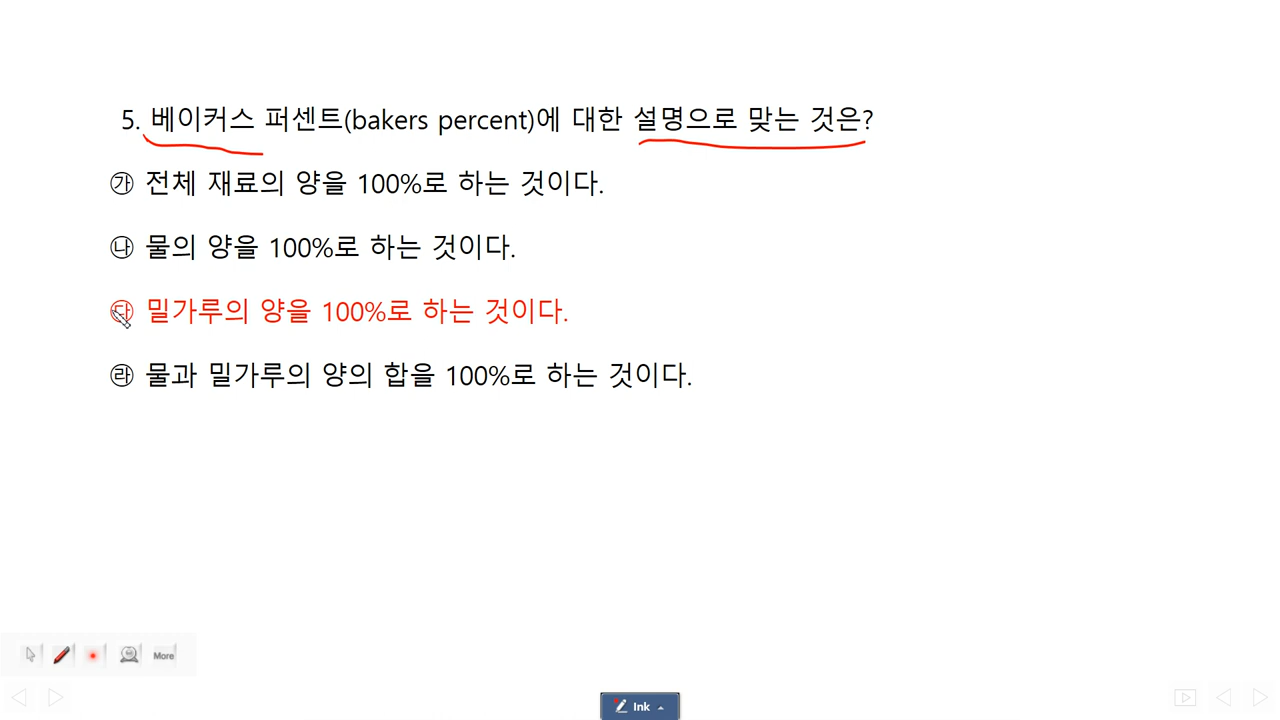 5. 베이커스 퍼센트(bakers percent)에 대한 설명으로 맞는 것은?
㉮ 전체 재료의 양을 100%로 하는 것이다.
㉯ 물의 양을 100%로 하는 것이다.
㉰ 밀가루의 양을 100%로 하는 것이다.
㉱ 물과 밀가루의 양의 합을 100%로 하는 것이다.
More
Ink